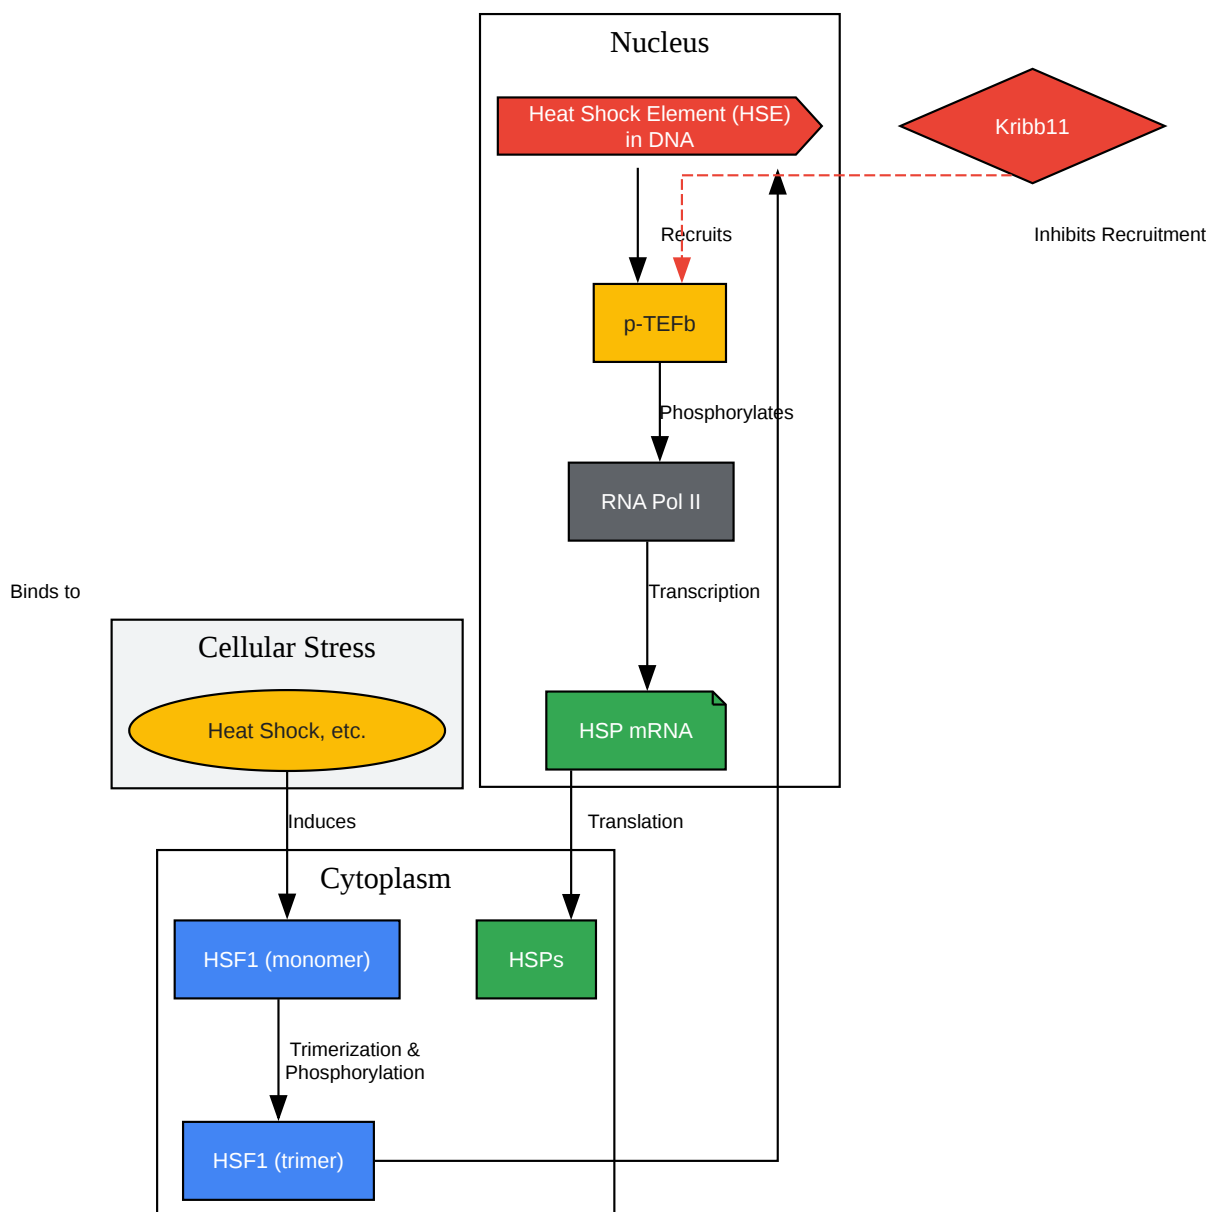 Nucleus
Heat Shock Element (HSE)
in DNA
Kribb11
Recruits
Inhibits Recruitment
p-TEFb
Phosphorylates
RNA Pol II
Binds to
Transcription
Cellular Stress
Heat Shock, etc.
HSP mRNA
Induces
Translation
Cytoplasm
HSF1 (monomer)
HSPs
Trimerization &
Phosphorylation
HSF1 (trimer)